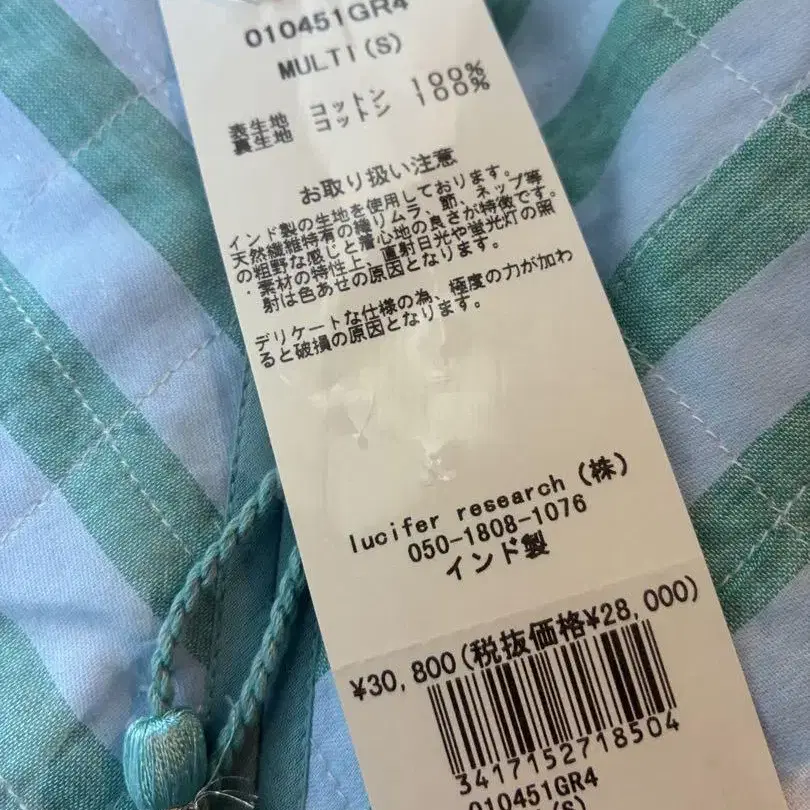 010451GR4
MULTI(S)
表生地 コットン 100%
裏生地 コットン 100%
お取り扱い注意
インド製の生地を使用しております。
天然繊維特有の織りムラ、節、ネップ等
の粗野な感じと着心地の良さが特徴です。
・素材の特性上、直射日光や蛍光灯の照
射は色あせの原因となります。
デリケートな仕様の為、極度の力が加わ
ると破損の原因となります。
lucifer research (株)
050-1808-1076
インド製
¥30,800(税抜価格¥28,000)
3417152718504
010451GR4
(S)